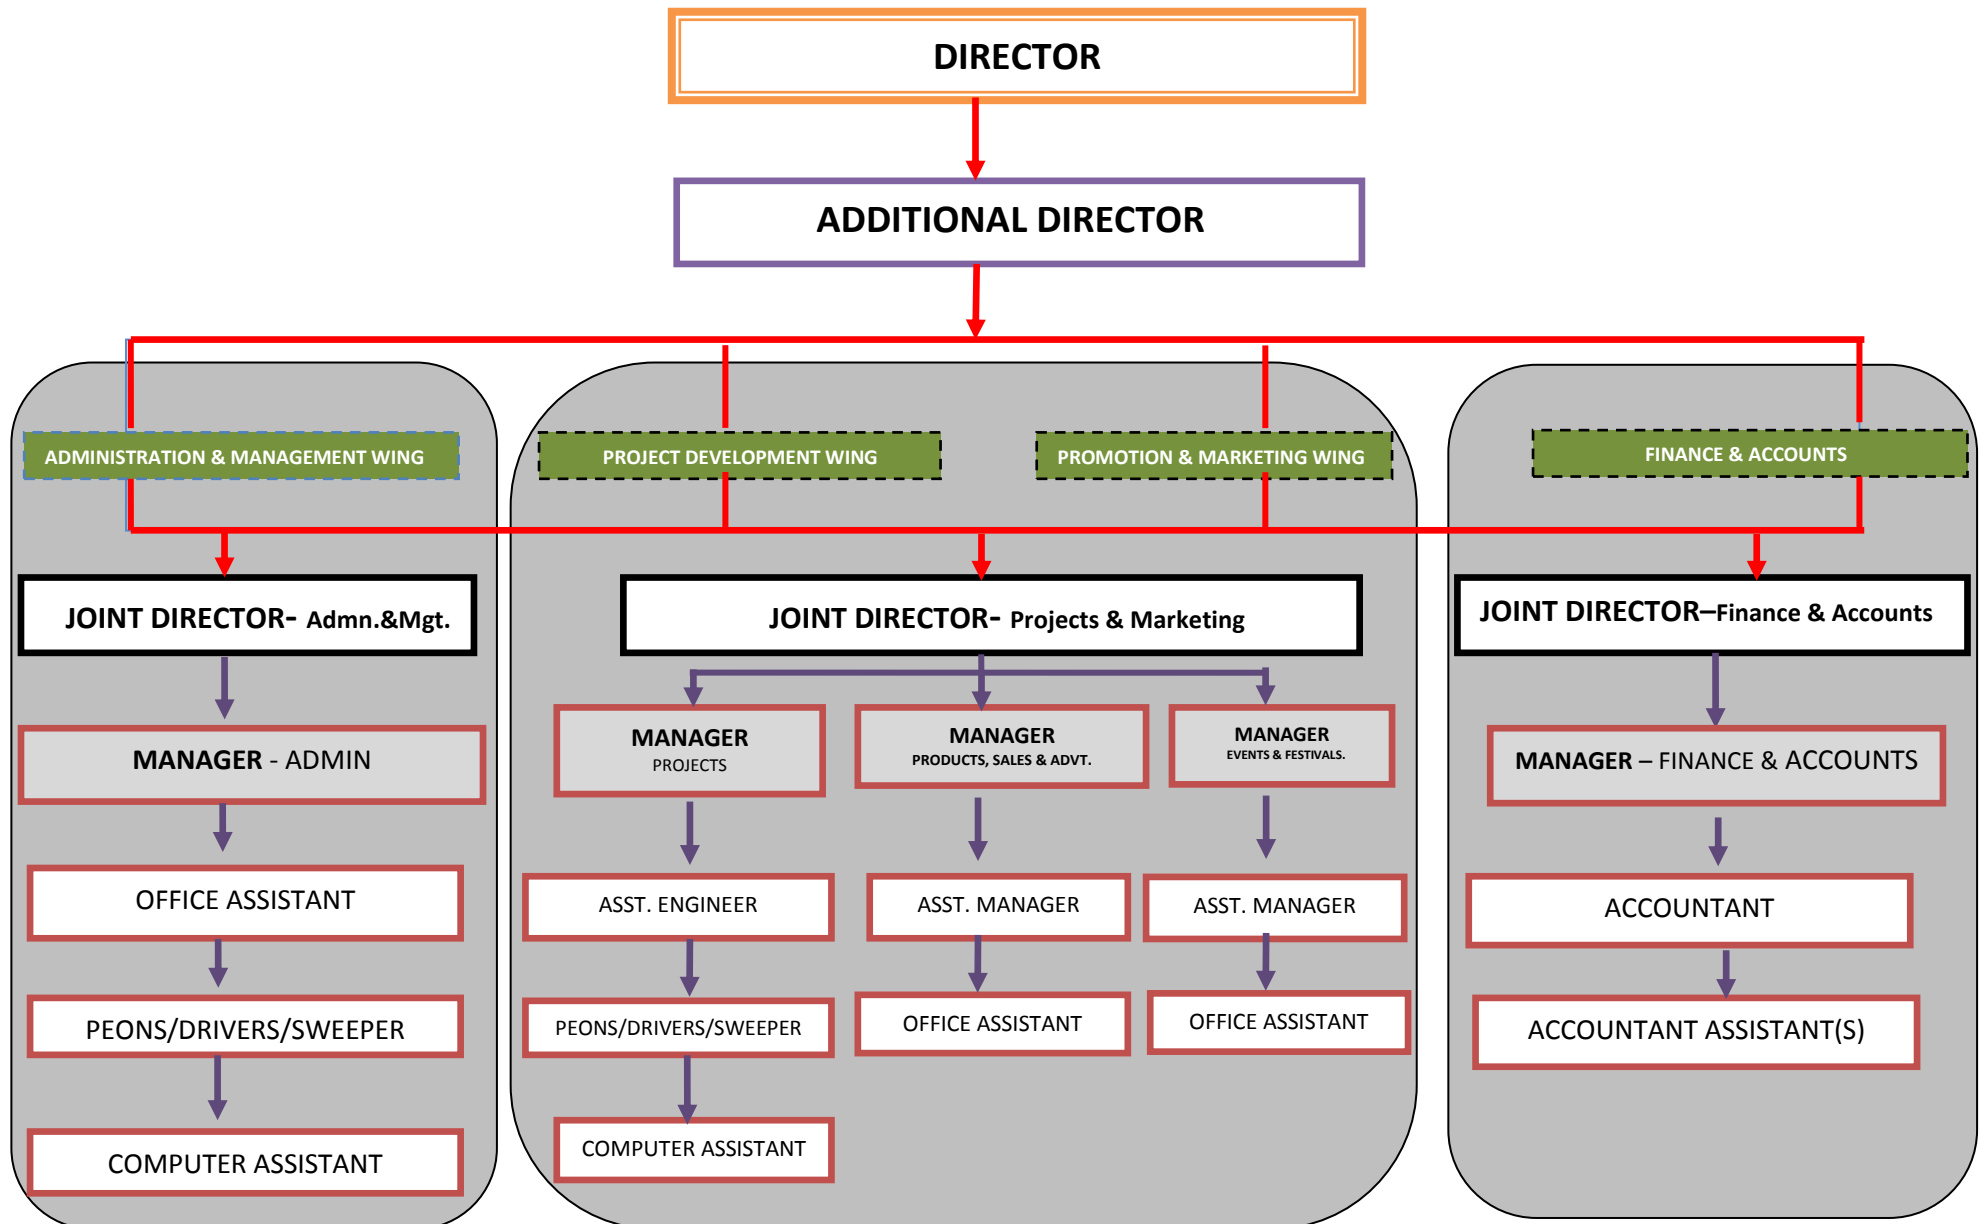 DIRECTOR
ADDITIONAL DIRECTOR
ADMINISTRATION & MANAGEMENT WING
PROJECT DEVELOPMENT WING
PROMOTION & MARKETING WING
FINANCE & ACCOUNTS
JOINT DIRECTOR- Admn.&Mgt.
JOINT DIRECTOR- Projects & Marketing
JOINT DIRECTOR–Finance & Accounts
MANAGER - ADMIN
MANAGER
PROJECTS
MANAGER
PRODUCTS, SALES & ADVT.
MANAGER
EVENTS & FESTIVALS.
MANAGER – FINANCE & ACCOUNTS
OFFICE ASSISTANT
ASST. ENGINEER
ASST. MANAGER
ASST. MANAGER
ACCOUNTANT
PEONS/DRIVERS/SWEEPER
PEONS/DRIVERS/SWEEPER
OFFICE ASSISTANT
OFFICE ASSISTANT
ACCOUNTANT ASSISTANT(S)
COMPUTER ASSISTANT
COMPUTER ASSISTANT